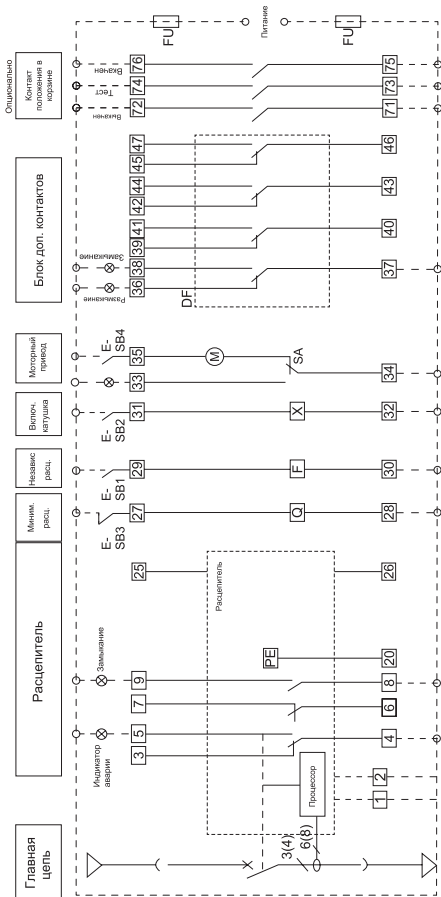 Главная
цепь
Расцепитель
Миним.
расц.
Независ
расц.
Включ.
катушка
Моторный
привод
Блок доп. контактов
Опционально
Контакт
положения в
корзине
Индикатор
аварии
Замыкание
E-
SB3
E-
SB1
E-
SB2
E-
SB4
Размыкание
Замыкание
Выкачен
Тест
Вкачен
FU
Питание
FU
3
5
7
9
25
27
29
31
33
35
36
38
39
41
42
44
45
47
72
74
76
DF
M
SA
Q
F
X
Расцепитель
PE
Процессор
3(4)
6(8)
1
2
4
6
8
20
26
28
30
32
34
37
40
43
46
71
73
75